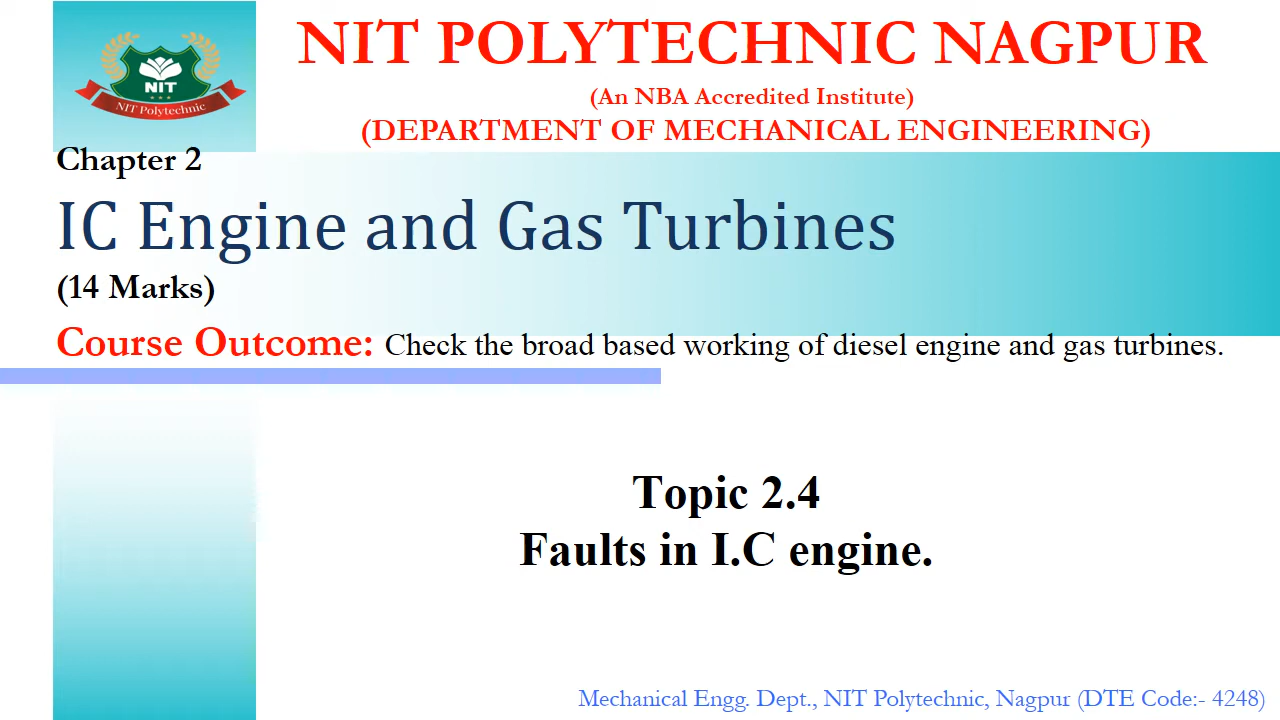 NIT
NIT Polytechnic
NIT POLYTECHNIC NAGPUR
(An NBA Accredited Institute)
(DEPARTMENT OF MECHANICAL ENGINEERING)
Chapter 2
IC Engine and Gas Turbines
(14 Marks)
Course Outcome: Check the broad based working of diesel engine and gas turbines.
Topic 2.4
Faults in I.C engine.
Mechanical Engg. Dept., NIT Polytechnic, Nagpur (DTE Code:- 4248)